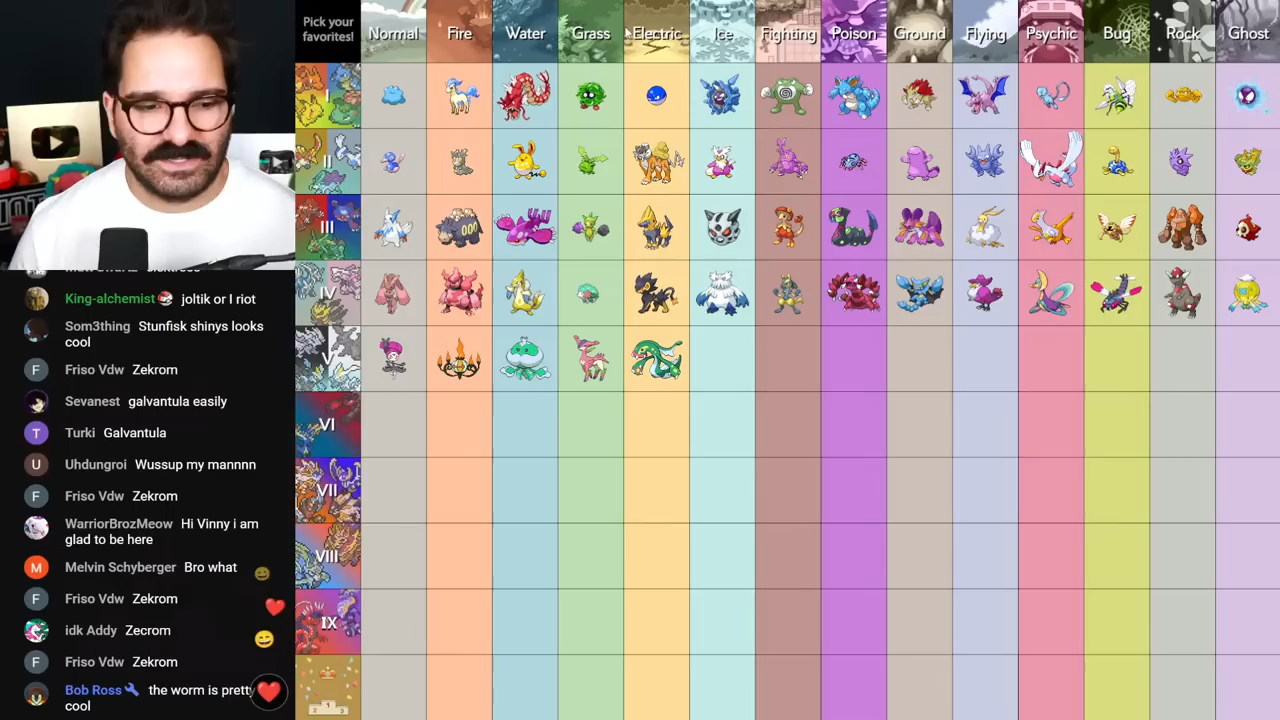 Pick your
favorites!
Normal
Fire
Water
Grass
Electric
Ice
Fighting
Poison
Ground
Flying
Psychic
Bug
Rock
Ghost
I
II
III
IV
V
VI
VII
VIII
IX
King-alchemist joltik or I riot
Som3thing Stunfisk shinys looks
cool
F Friso Vdw Zekrom
Sevanest galvantula easily
T Turki Galvantula
U Uhdungroi Wussup my mannnn
F Friso Vdw Zekrom
WarriorBrozMeow Hi Vinny i am
glad to be here
M Melvin Schyberger Bro what
F Friso Vdw Zekrom
idk Addy Zecrom
F Friso Vdw Zekrom
Bob Ross the worm is pretty
cool